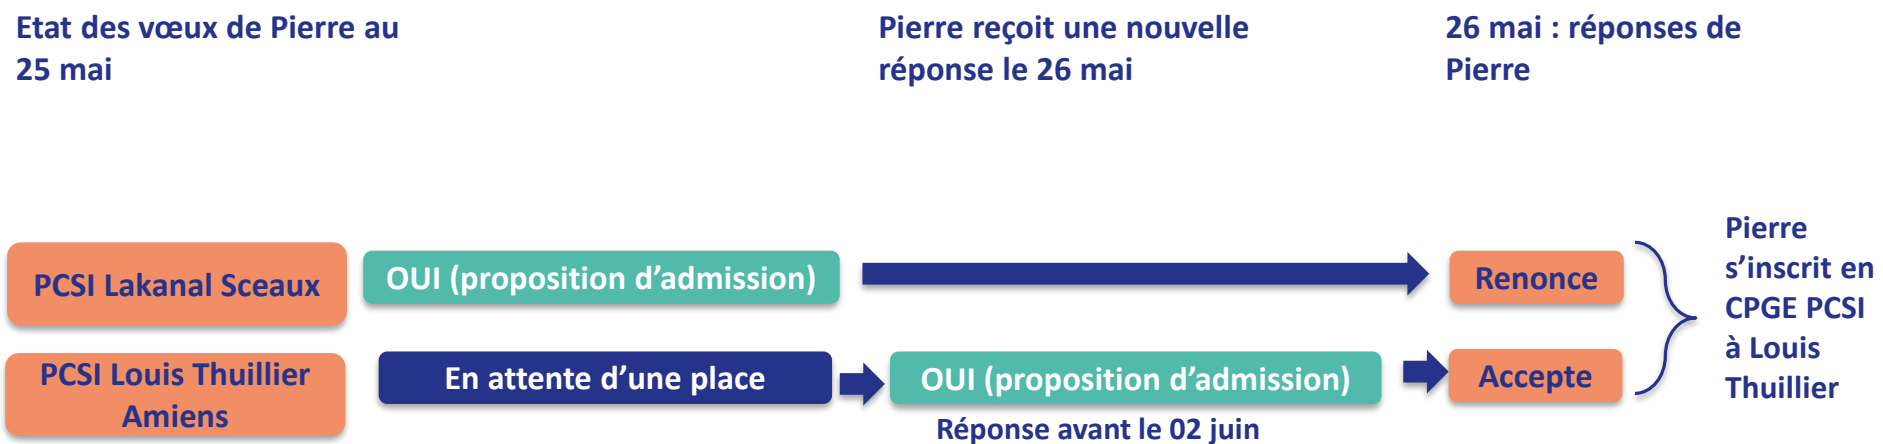 Etat des vœux de Pierre au
25 mai
Pierre reçoit une nouvelle
réponse le 26 mai
26 mai : réponses de
Pierre
PCSI Lakanal Sceaux
OUI (proposition d’admission)
Renonce
PCSI Louis Thuillier
Amiens
En attente d’une place
OUI (proposition d’admission)
Réponse avant le 02 juin
Accepte
Pierre
s’inscrit en
CPGE PCSI
à Louis
Thuillier